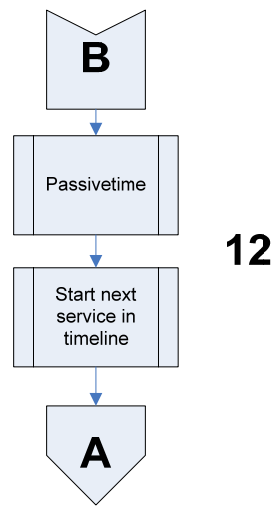 B
Passivetime
12
Start next
service in
timeline
A